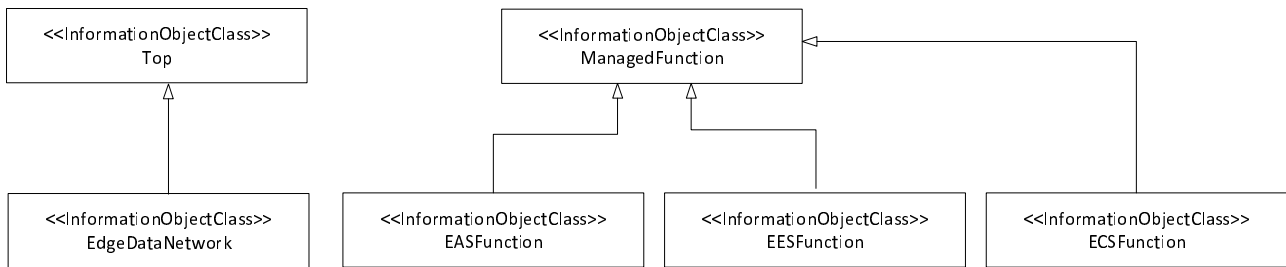 <<InformationObjectClass>>
Top
<<InformationObjectClass>>
ManagedFunction
<<InformationObjectClass>>
EdgeDataNetwork
<<InformationObjectClass>>
EASFunction
<<InformationObjectClass>>
EESFunction
<<InformationObjectClass>>
ECSFunction